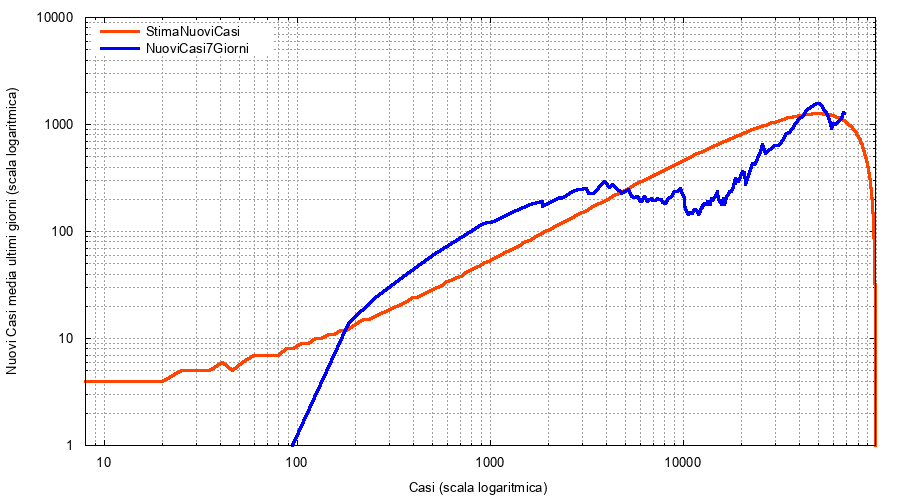 10000
StimaNuoviCasi
NuoviCasi7Giorni
1000
100
10
1
Nuovi Casi media ultimi giorni (scala logaritmica)
10
100
1000
10000
Casi (scala logaritmica)